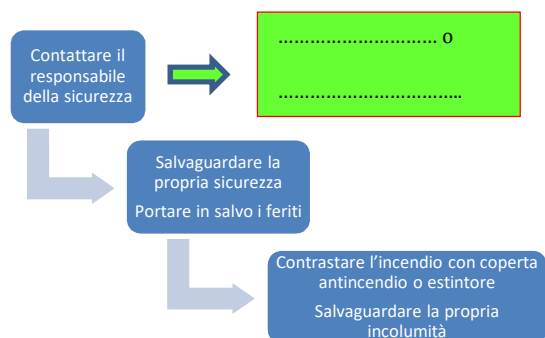 Contattare il
responsabile
della sicurezza
………………………… o
……………………………..
Salvaguardare la
propria sicurezza
Portare in salvo i feriti
Contrastare l’incendio con coperta
antincendio o estintore
Salvaguardare la propria
incolumità